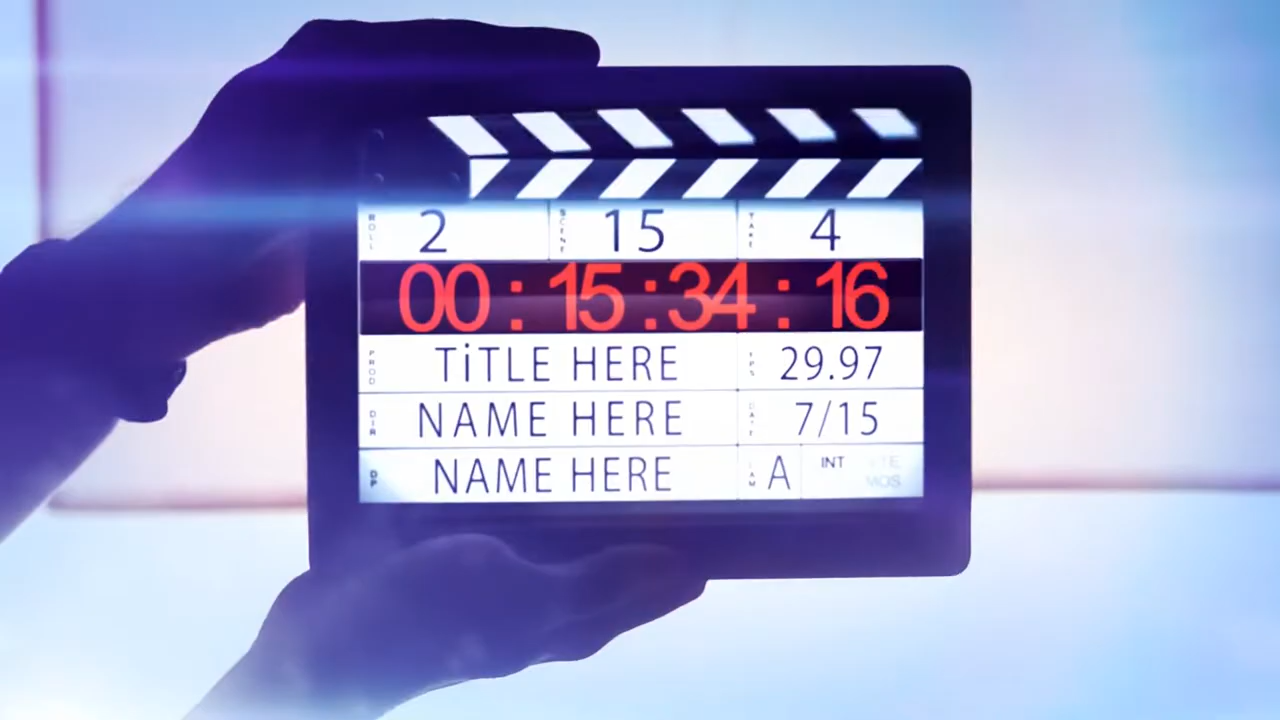 ROLL 2 SCENE 15 TAKE 4
00:15:34:16
PROD TiTLE HERE FPS 29.97
DIR NAME HERE DATE 7/15
DP NAME HERE CAM A INT
MOS